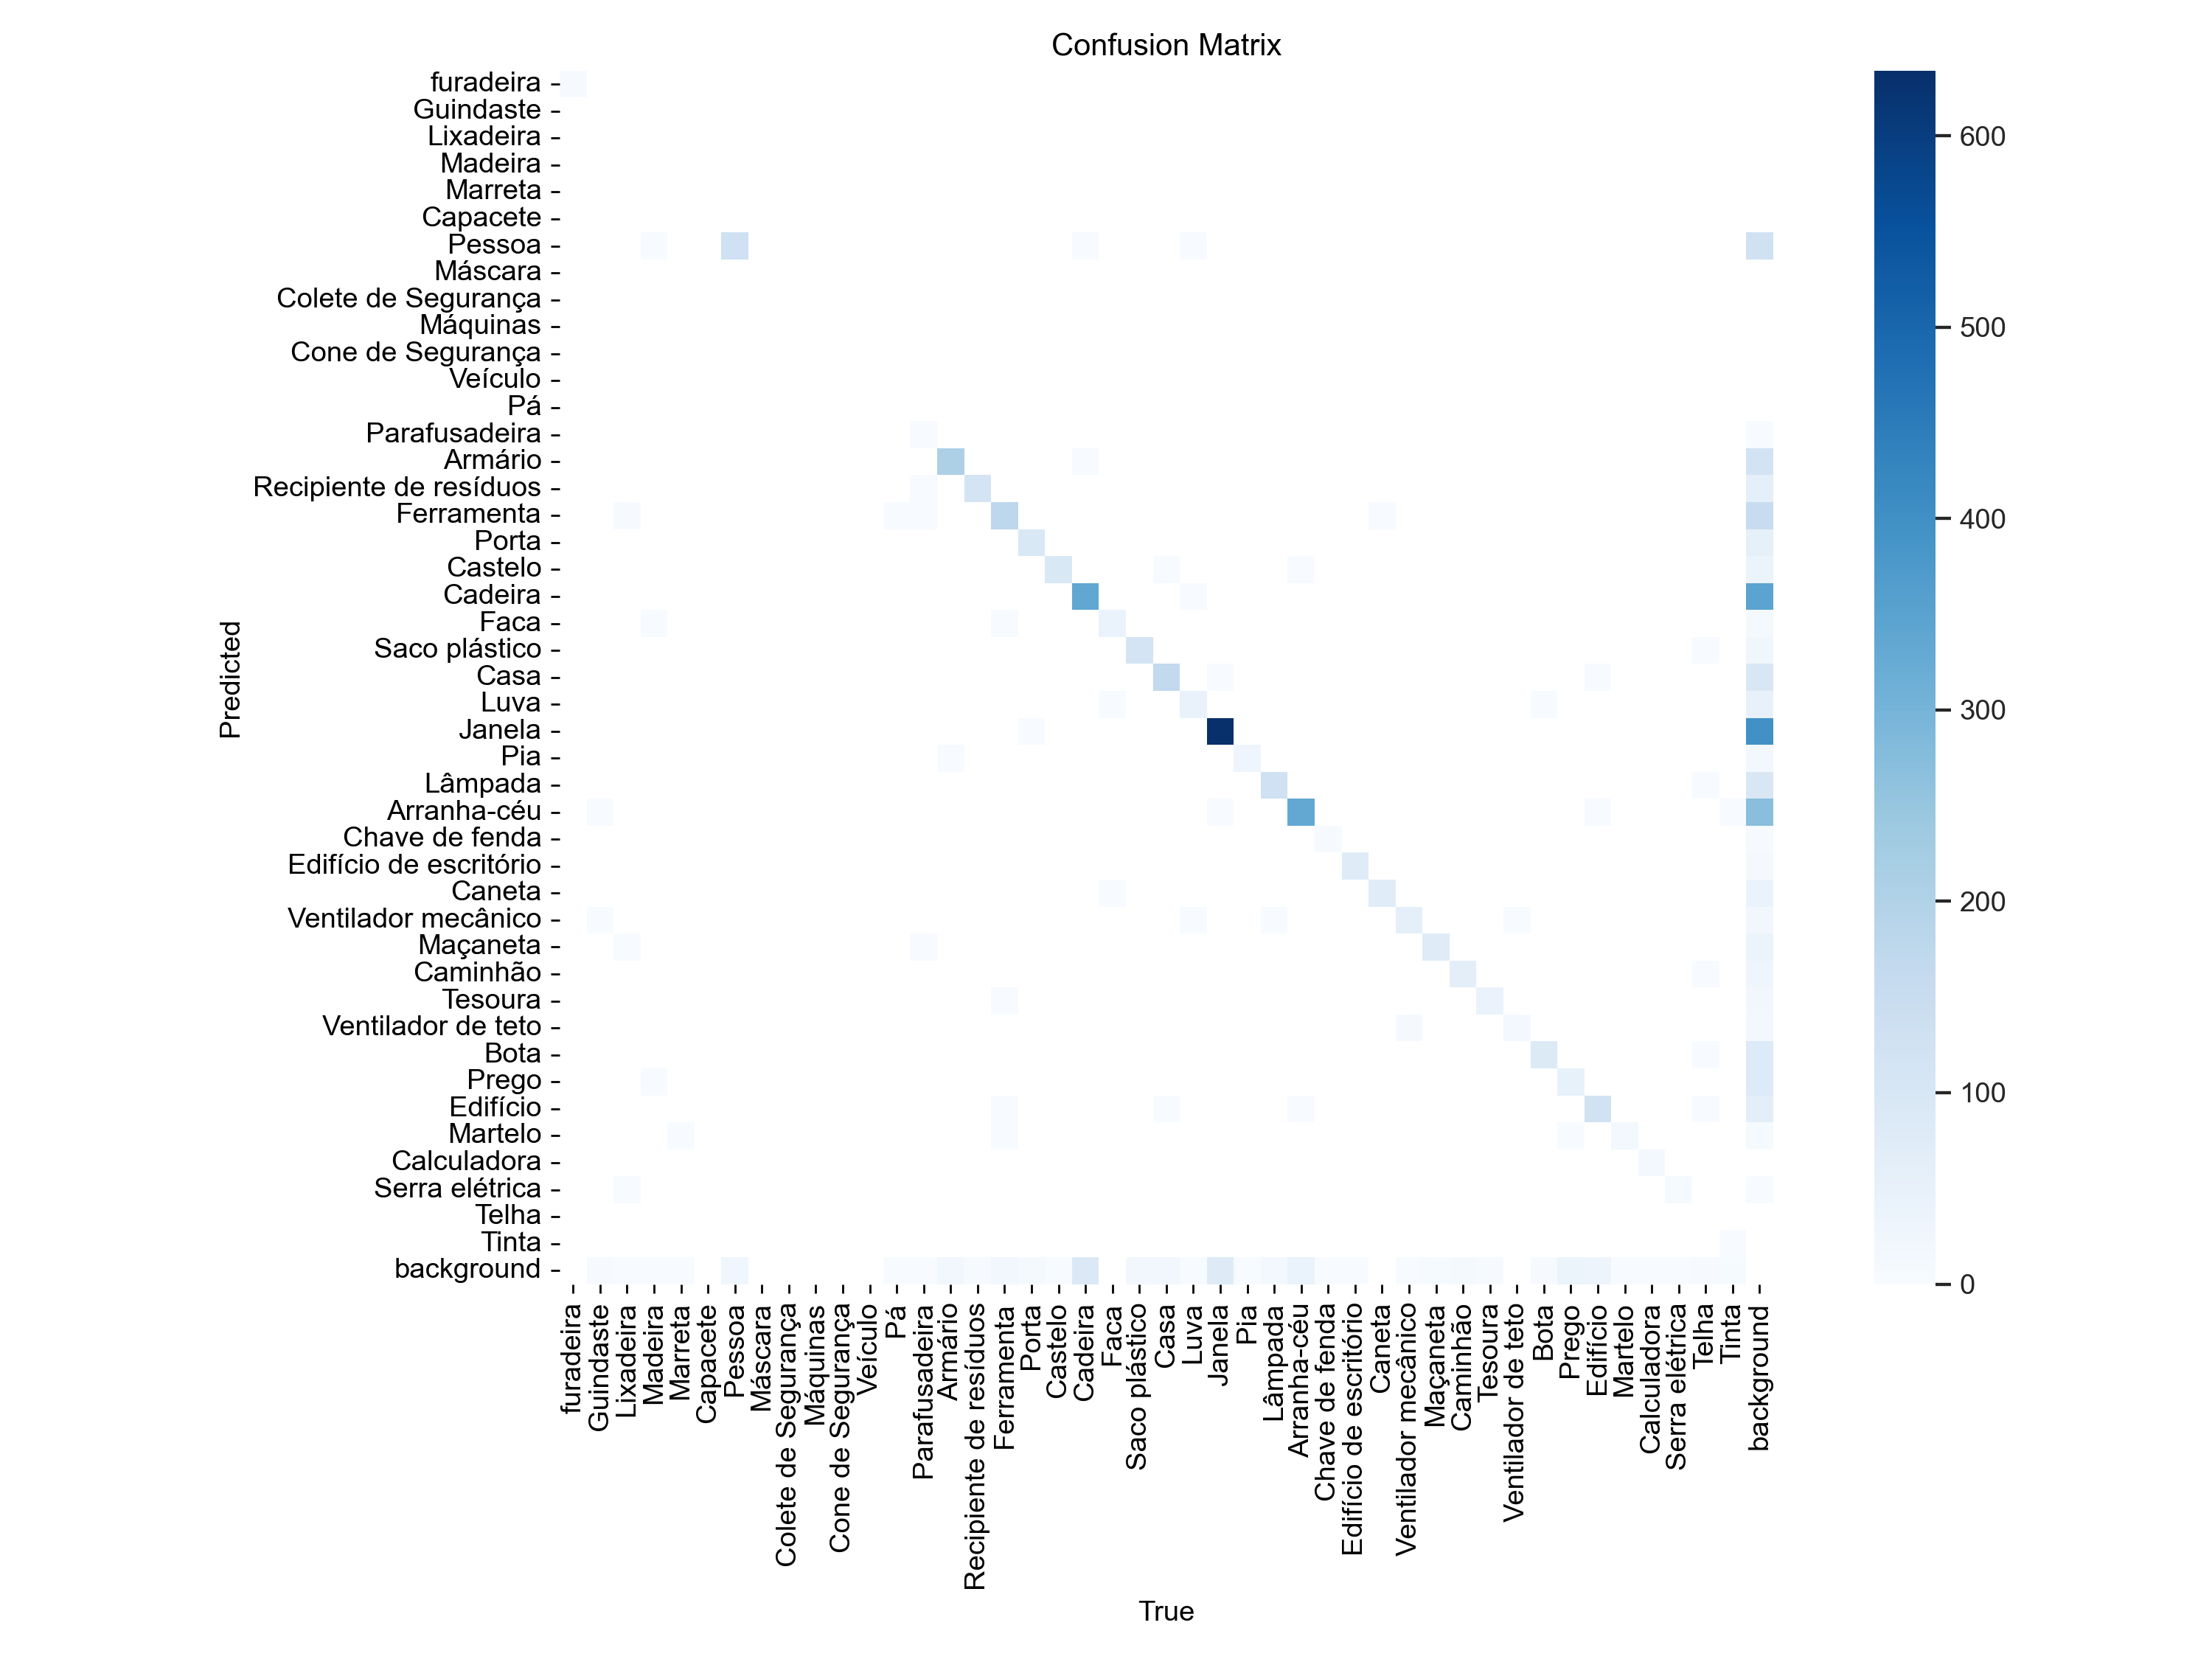 Confusion Matrix
furadeira
Guindaste
Lixadeira
Madeira
Marreta
Capacete
Pessoa
Máscara
Colete de Segurança
Máquinas
Cone de Segurança
Veículo
Pá
Parafusadeira
Armário
Recipiente de resíduos
Ferramenta
Porta
Castelo
Cadeira
Faca
Saco plástico
Casa
Luva
Janela
Pia
Lâmpada
Arranha-céu
Chave de fenda
Edifício de escritório
Caneta
Ventilador mecânico
Maçaneta
Caminhão
Tesoura
Ventilador de teto
Bota
Prego
Edifício
Martelo
Calculadora
Serra elétrica
Telha
Tinta
background
Predicted
furadeira
Guindaste
Lixadeira
Madeira
Marreta
Capacete
Pessoa
Máscara
Colete de Segurança
Máquinas
Cone de Segurança
Veículo
Pá
Parafusadeira
Armário
Recipiente de resíduos
Ferramenta
Porta
Castelo
Cadeira
Faca
Saco plástico
Casa
Luva
Janela
Pia
Lâmpada
Arranha-céu
Chave de fenda
Edifício de escritório
Caneta
Ventilador mecânico
Maçaneta
Caminhão
Tesoura
Ventilador de teto
Bota
Prego
Edifício
Martelo
Calculadora
Serra elétrica
Telha
Tinta
background
True
600
500
400
300
200
100
0